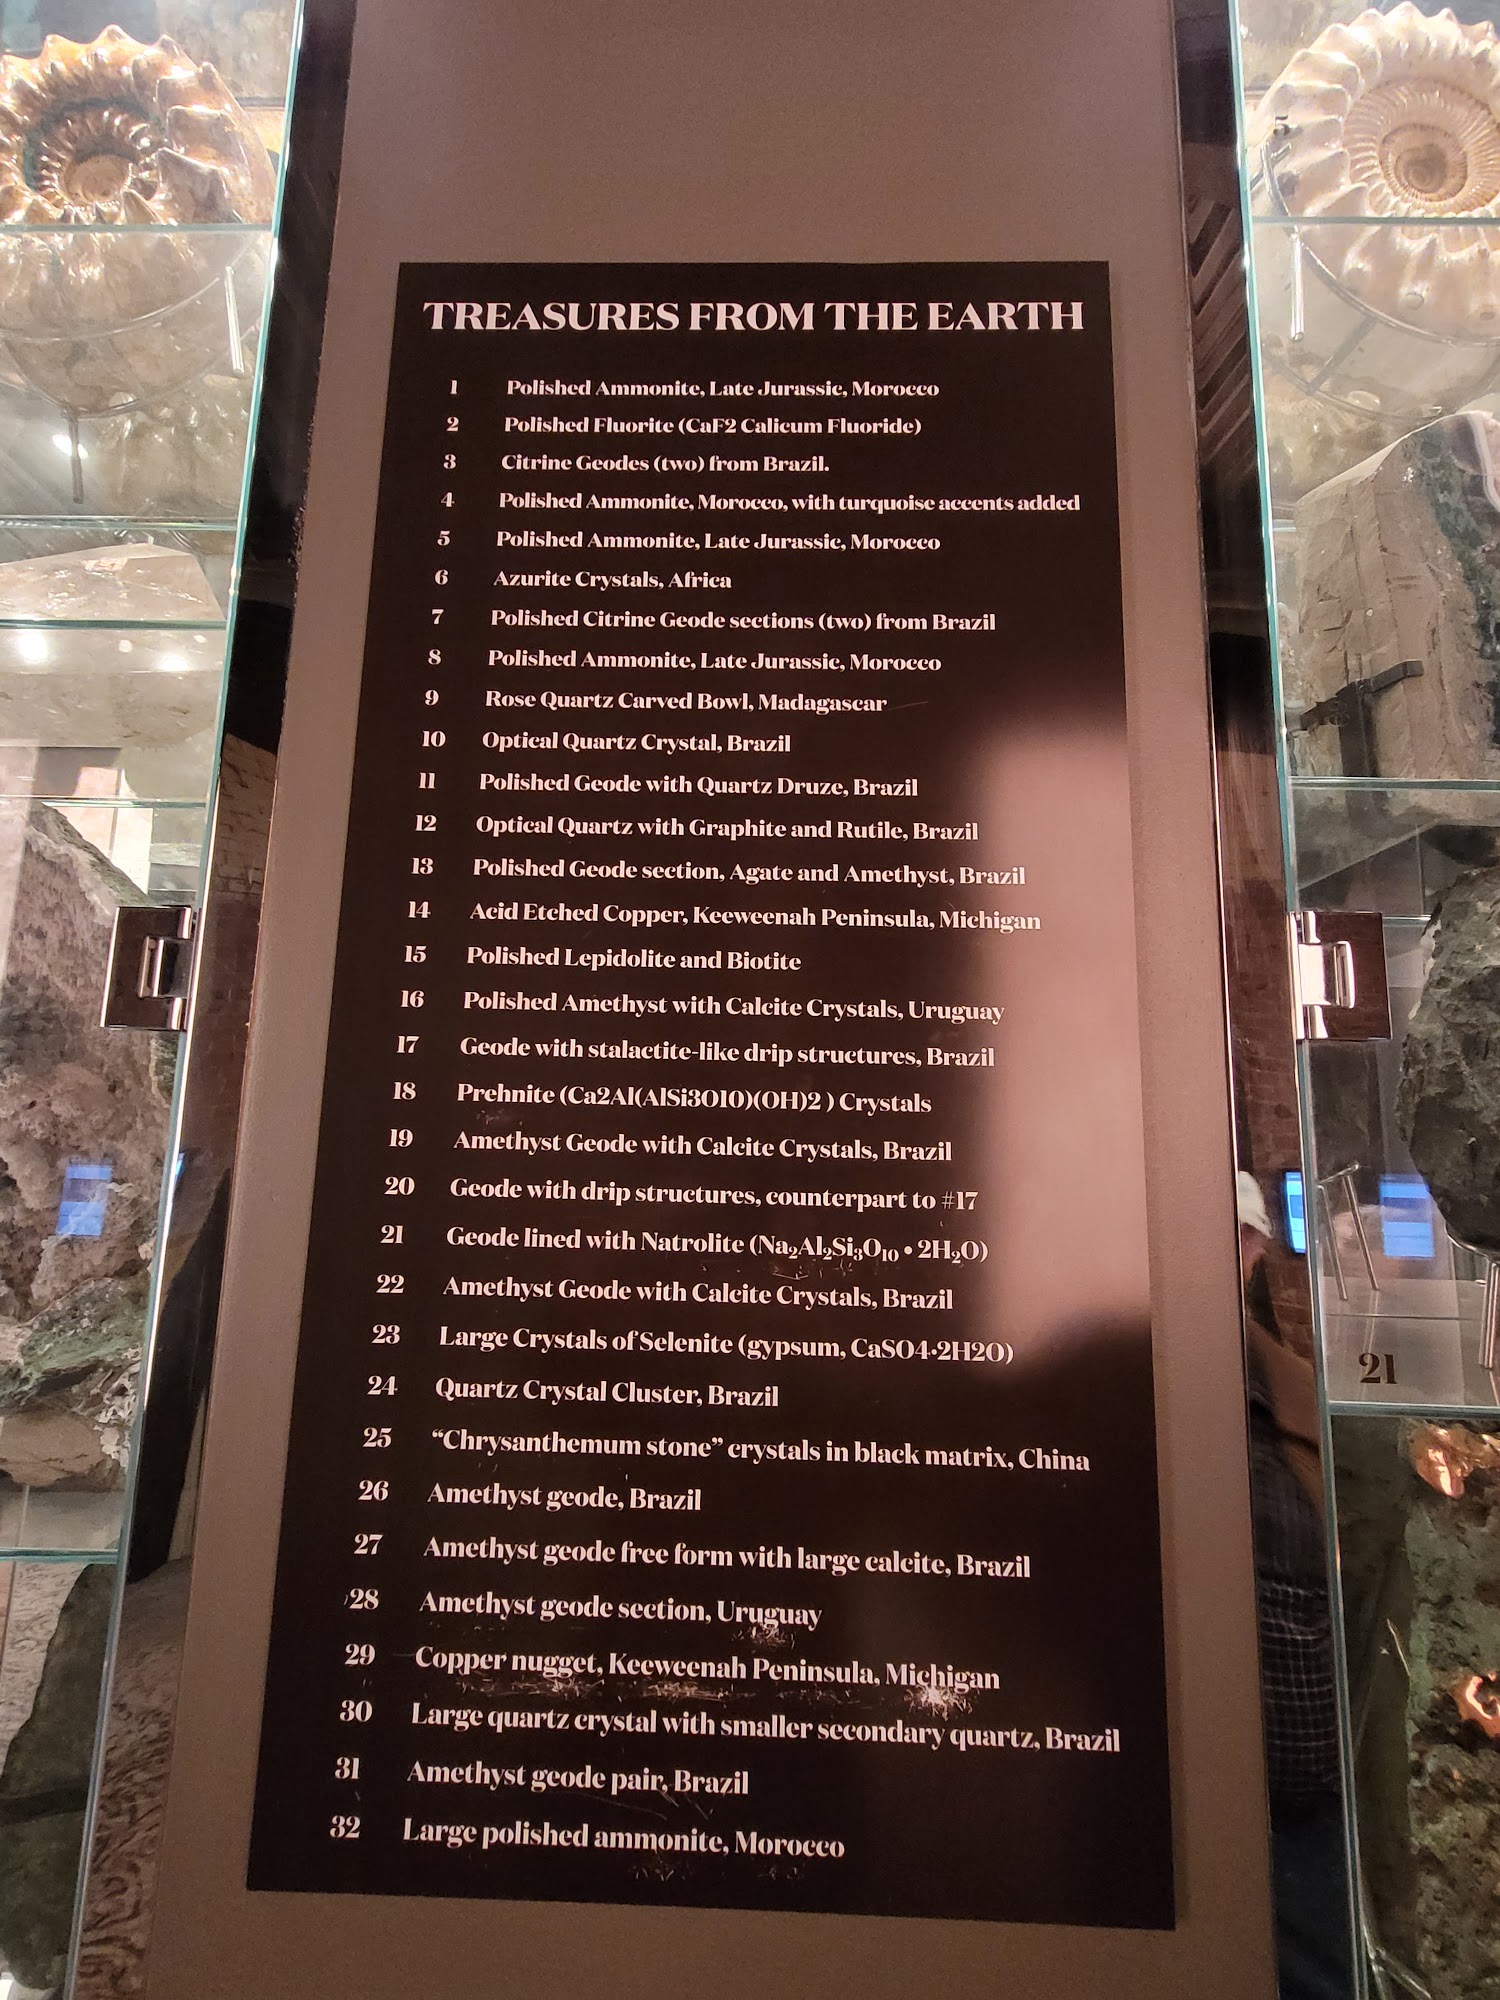 TREASURES FROM THE EARTH
1 Polished Ammonite, Late Jurassic, Morocco
2 Polished Fluorite (CaF2 Calicum Fluoride)
3 Citrine Geodes (two) from Brazil.
4 Polished Ammonite, Morocco, with turquoise accents added
5 Polished Ammonite, Late Jurassic, Morocco
6 Azurite Crystals, Africa
7 Polished Citrine Geode sections (two) from Brazil
8 Polished Ammonite, Late Jurassic, Morocco
9 Rose Quartz Carved Bowl, Madagascar
10 Optical Quartz Crystal, Brazil
11 Polished Geode with Quartz Druze, Brazil
12 Optical Quartz with Graphite and Rutile, Brazil
13 Polished Geode section, Agate and Amethyst, Brazil
14 Acid Etched Copper, Keeweenah Peninsula, Michigan
15 Polished Lepidolite and Biotite
16 Polished Amethyst with Calcite Crystals, Uruguay
17 Geode with stalactite-like drip structures, Brazil
18 Prehnite (Ca2Al(AlSi3O10)(OH)2 ) Crystals
19 Amethyst Geode with Calcite Crystals, Brazil
20 Geode with drip structures, counterpart to #17
21 Geode lined with Natrolite (Na₂Al₂Si₃O₁₀ • 2H₂O)
22 Amethyst Geode with Calcite Crystals, Brazil
23 Large Crystals of Selenite (gypsum, CaSO4·2H2O)
24 Quartz Crystal Cluster, Brazil
25 “Chrysanthemum stone” crystals in black matrix, China
26 Amethyst geode, Brazil
27 Amethyst geode free form with large calcite, Brazil
28 Amethyst geode section, Uruguay
29 Copper nugget, Keeweenah Peninsula, Michigan
30 Large quartz crystal with smaller secondary quartz, Brazil
31 Amethyst geode pair, Brazil
32 Large polished ammonite, Morocco
21